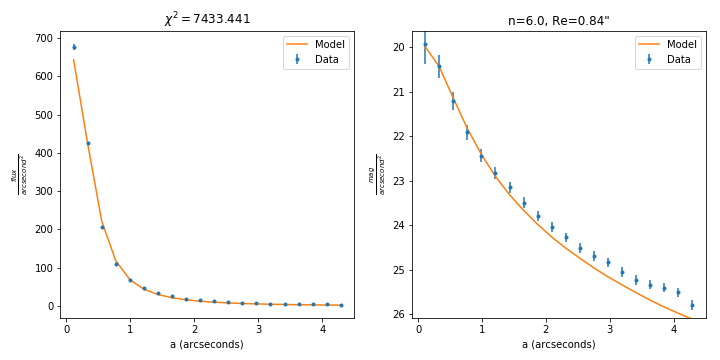 χ² = 7433.441
700
600
500
400
300
200
100
0
flux
arcsecond²
0
1
2
3
4
a (arcseconds)
Model
Data
n=6.0, Re=0.84"
20
21
22
23
24
25
26
mag
arcsecond²
0
1
2
3
4
a (arcseconds)
Model
Data